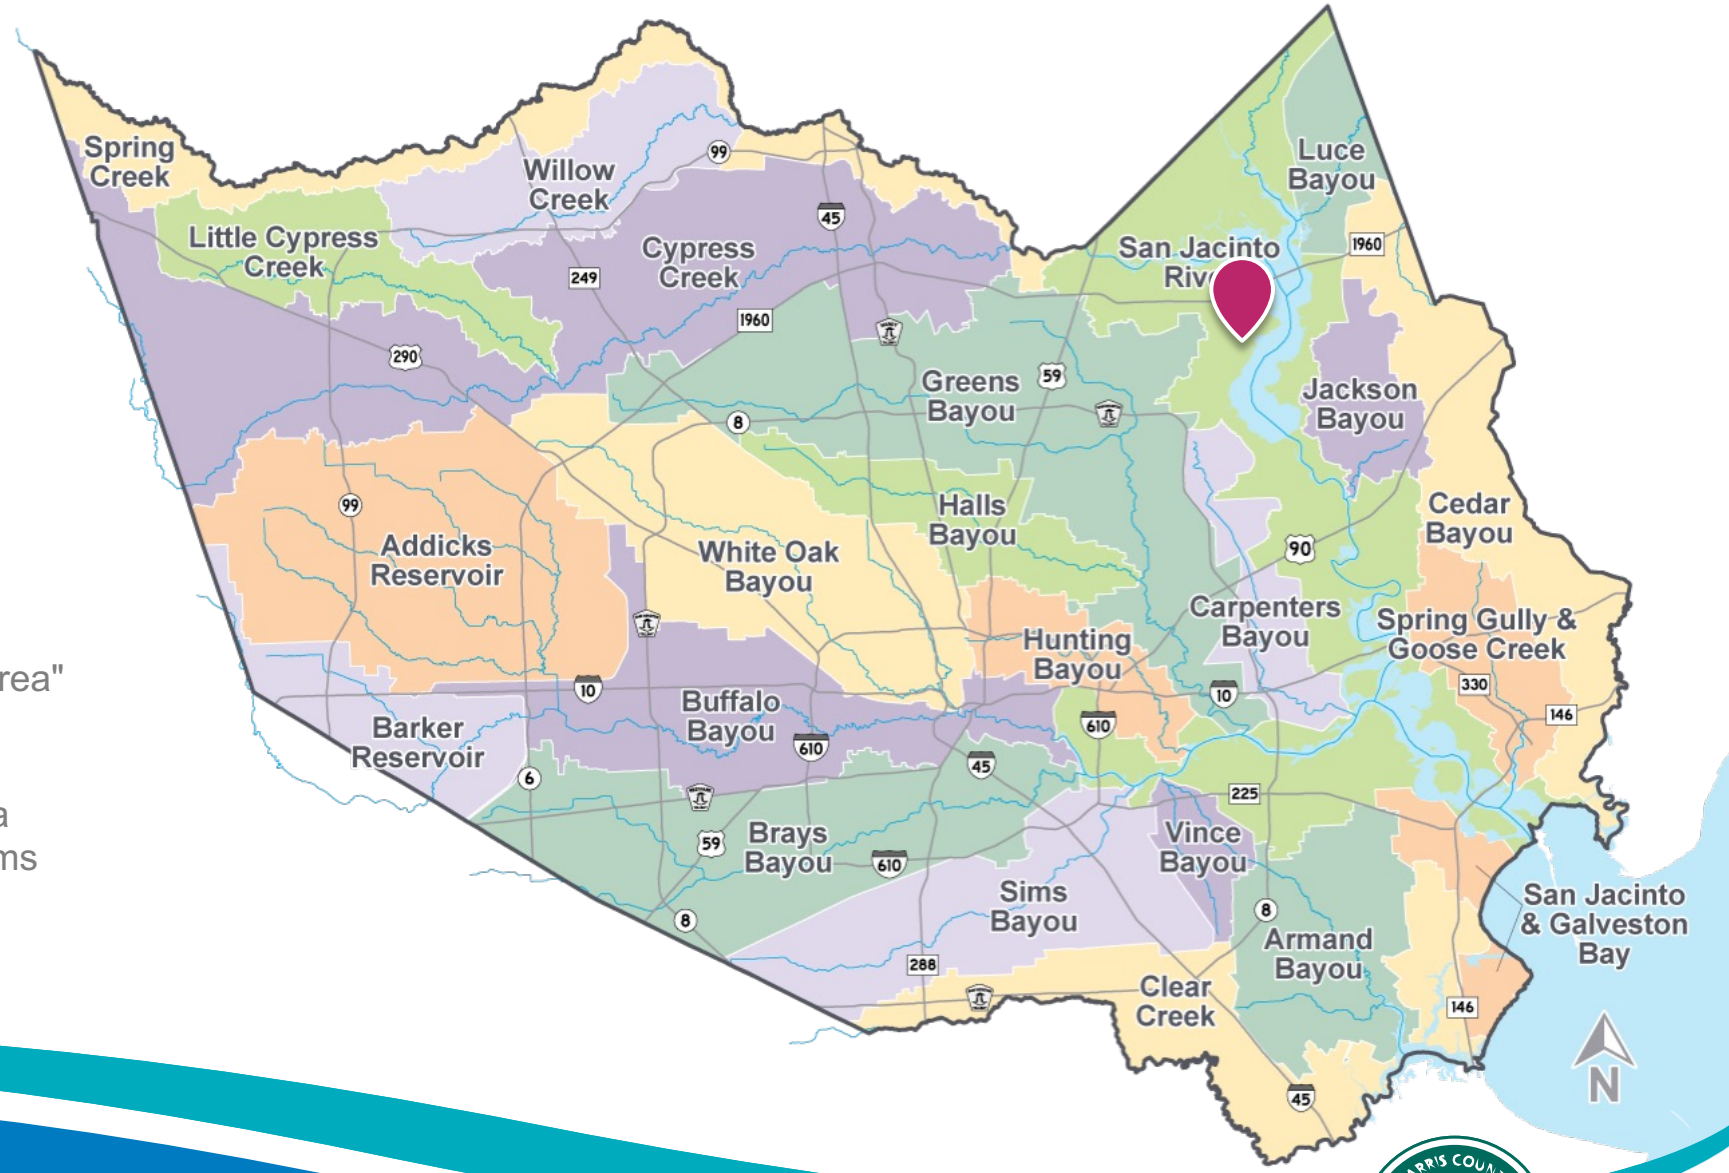 Spring
Creek
Willow
Creek
99
Little Cypress
Creek
Cypress
Creek
45
249
1960
290
San Jacinto
Luce
Bayou
1960
Greens
Bayou
59
Jackson
Bayou
8
99
Addicks
Reservoir
White Oak
Bayou
Halls
Bayou
90
Cedar
Bayou
Carpenters
Bayou
Hunting
Bayou
Spring Gully &
Goose Creek
330
146
10
10
Buffalo
Bayou
610
610
45
Barker
Reservoir
6
225
Brays
Bayou
59
610
Vince
Bayou
Sims
Bayou
8
8
288
Armand
Bayou
San Jacinto
& Galveston
Bay
Clear
Creek
146
45
N
rea"
a
ms